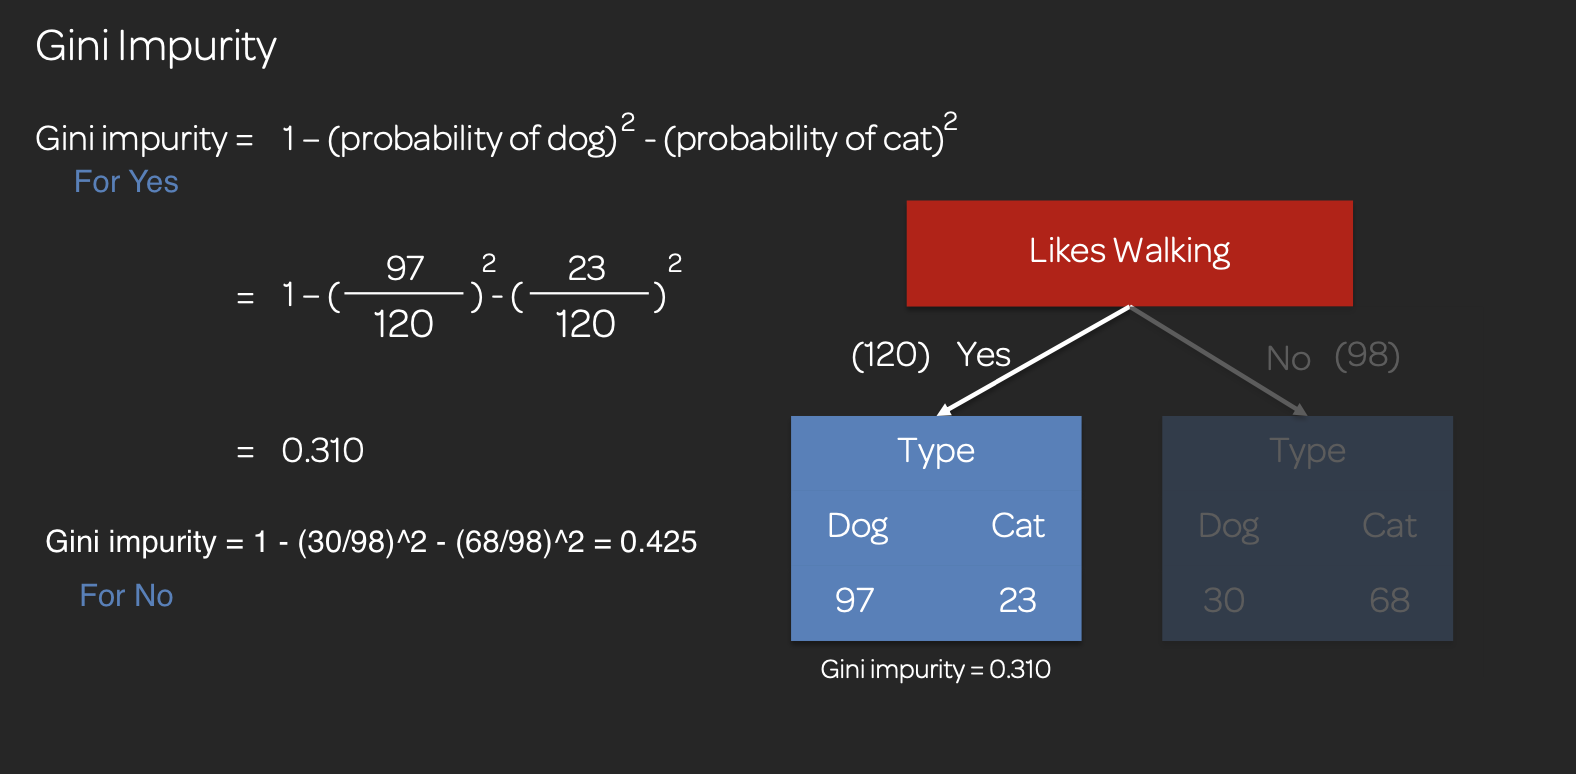 Gini Impurity
Gini impurity = 1 – (probability of dog)² - (probability of cat)²
For Yes
= 1 – (97/120)² - (23/120)²
= 0.310
Gini impurity = 1 - (30/98)^2 - (68/98)^2 = 0.425
For No
Likes Walking
(120) Yes
No (98)
Type
Dog Cat
97 23
Gini impurity = 0.310
Type
Dog Cat
30 68